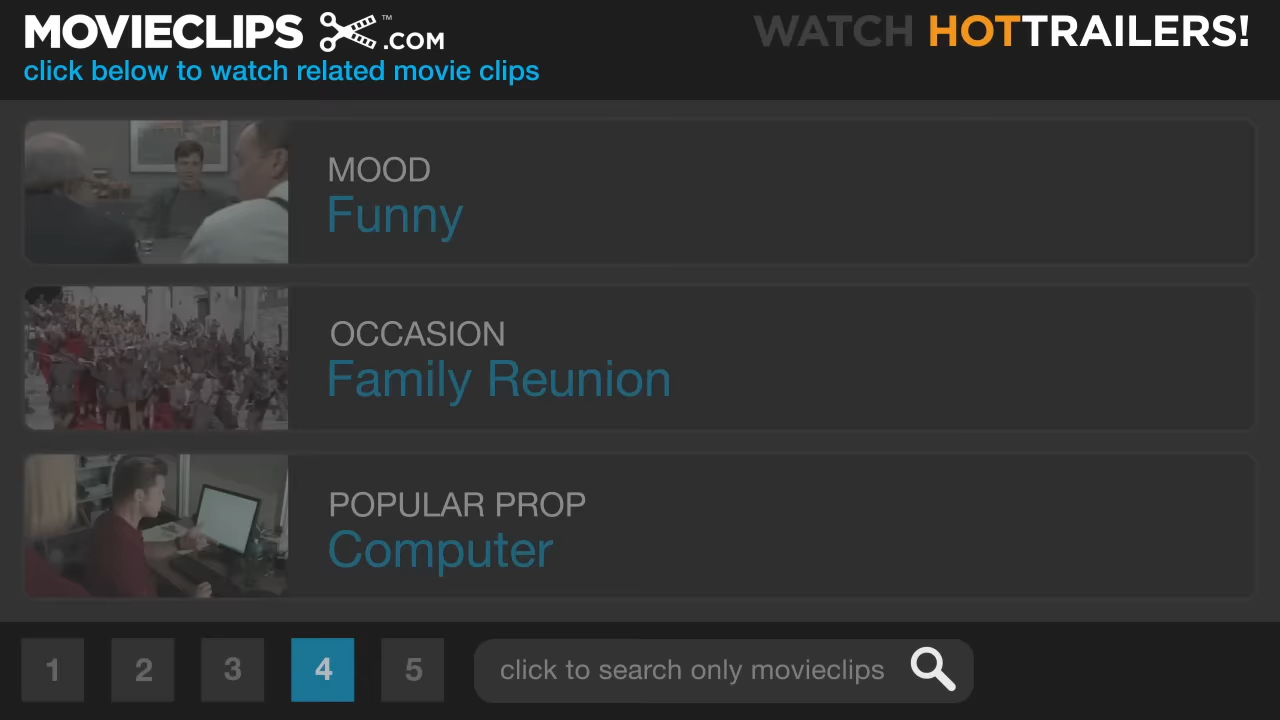 MOVIECLIPS ™ .COM
WATCH HOTTRAILERS!
click below to watch related movie clips
MOOD
Funny
OCCASION
Family Reunion
POPULAR PROP
Computer
1 2 3 4 5
click to search only movieclips